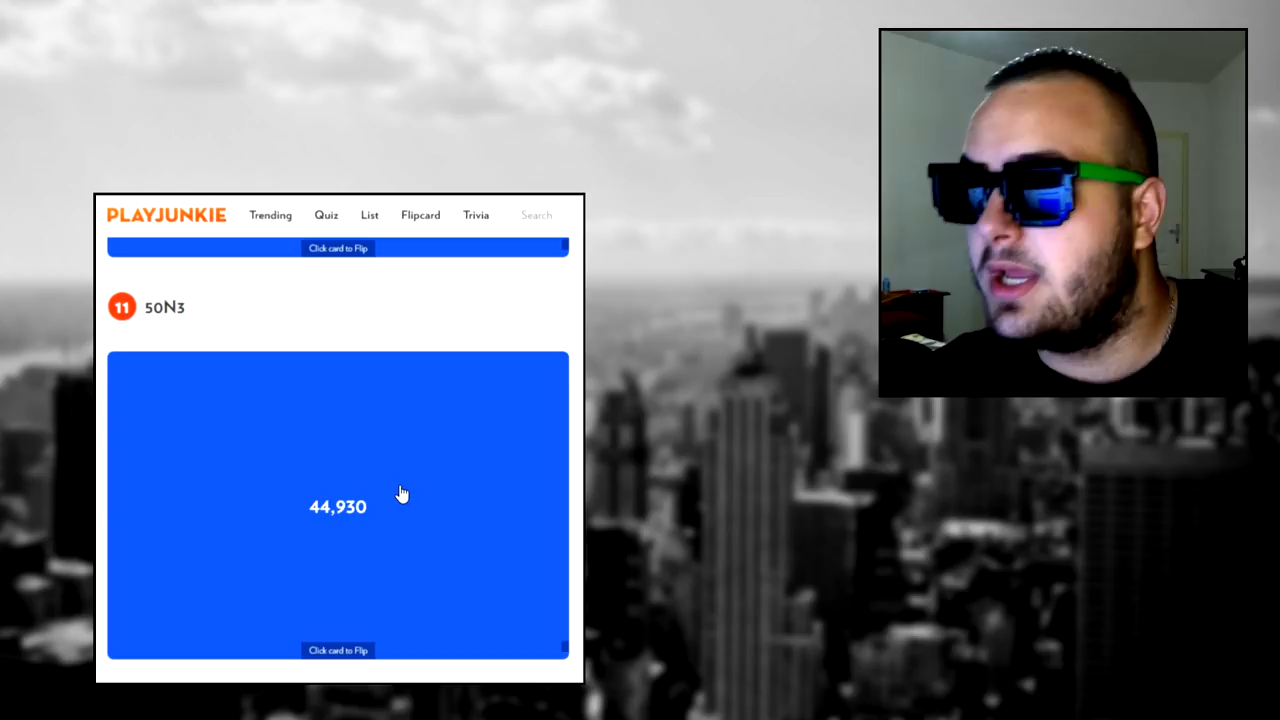 PLAYJUNKIE Trending Quiz List Flipcard Trivia Search
Click card to Flip
11 50N3
44,930
Click card to Flip